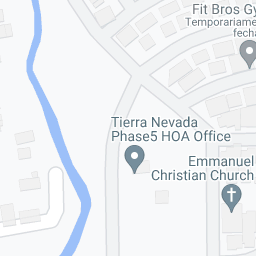 Fit Bros Gy
Temporariame
fecha
Tierra Nevada
Phase5 HOA Office
Emmanuel
Christian Church